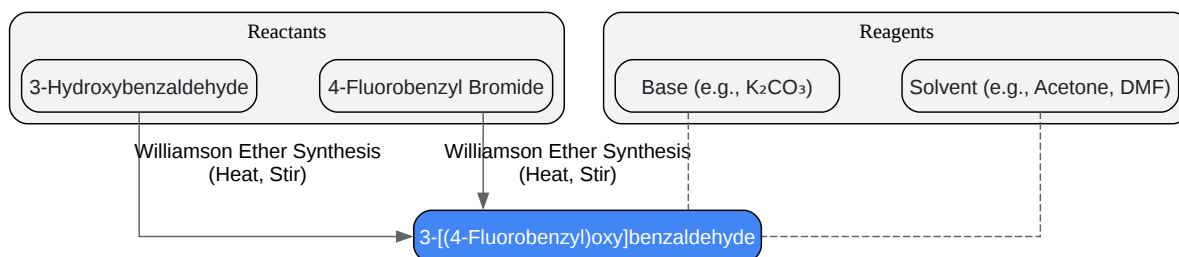 Reactants
Reagents
3-Hydroxybenzaldehyde
4-Fluorobenzyl Bromide
Base (e.g., K₂CO₃)
Solvent (e.g., Acetone, DMF)
Williamson Ether Synthesis
(Heat, Stir)
Williamson Ether Synthesis
(Heat, Stir)
3-[(4-Fluorobenzyl)oxy]benzaldehyde